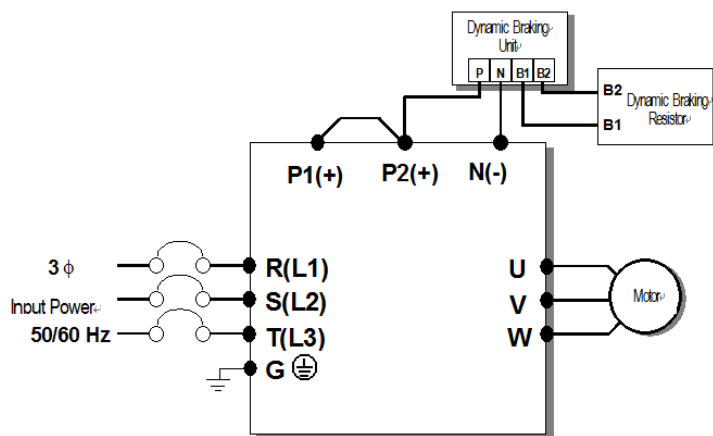 Dynamic Braking
Unit
P N B1 B2
B2
Dynamic Braking
B1
Resistor
P1(+) P2(+) N(-)
3 ϕ
R(L1)
U
Input Power
S(L2)
V
Motor
50/60 Hz
T(L3)
W
G